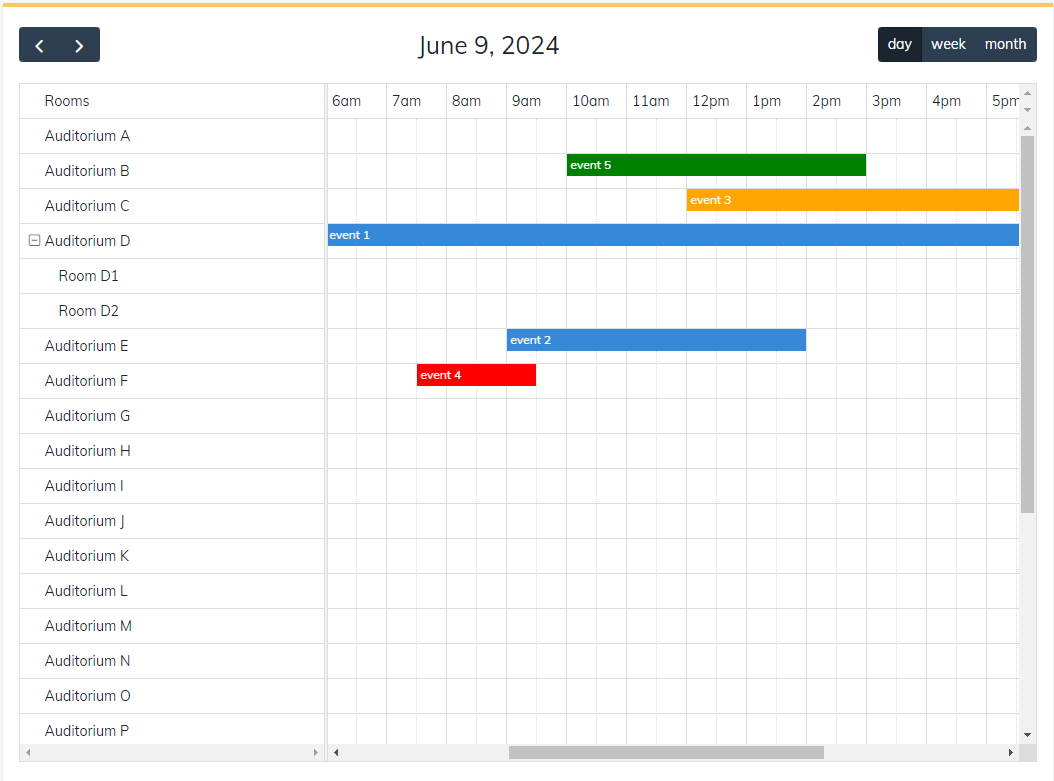 June 9, 2024
day week month
Rooms 6am 7am 8am 9am 10am 11am 12pm 1pm 2pm 3pm 4pm 5pm
Auditorium A
Auditorium B event 5
Auditorium C event 3
Auditorium D event 1
Room D1
Room D2
Auditorium E event 2
Auditorium F event 4
Auditorium G
Auditorium H
Auditorium I
Auditorium J
Auditorium K
Auditorium L
Auditorium M
Auditorium N
Auditorium O
Auditorium P